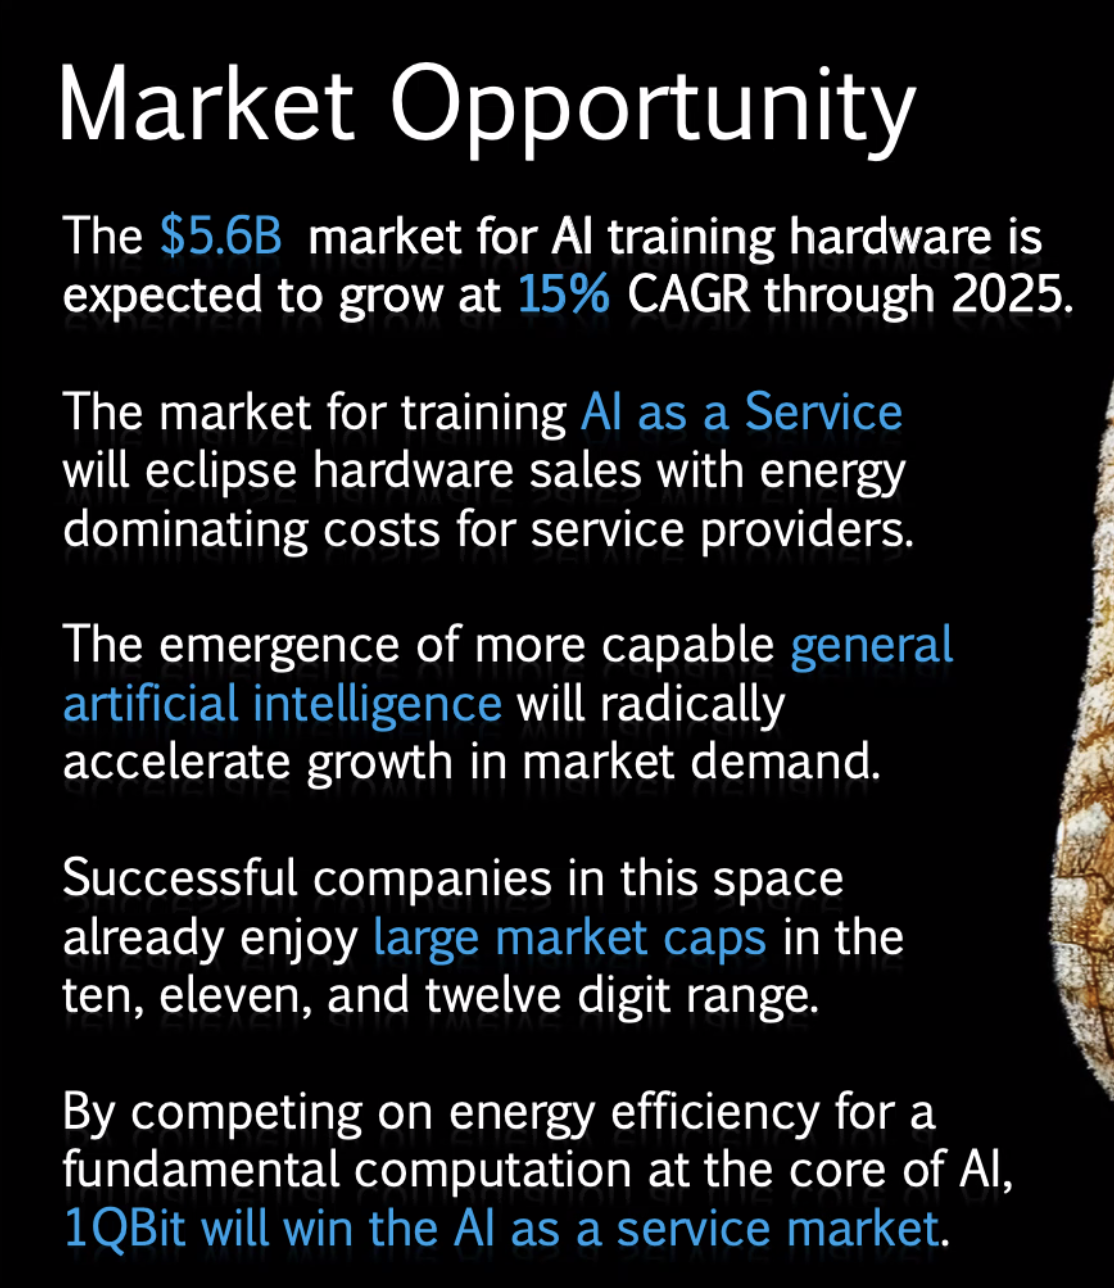 Market Opportunity
The $5.6B market for AI training hardware is
expected to grow at 15% CAGR through 2025.
The market for training AI as a Service
will eclipse hardware sales with energy
dominating costs for service providers.
The emergence of more capable general
artificial intelligence will radically
accelerate growth in market demand.
Successful companies in this space
already enjoy large market caps in the
ten, eleven, and twelve digit range.
By competing on energy efficiency for a
fundamental computation at the core of AI,
1QBit will win the AI as a service market.